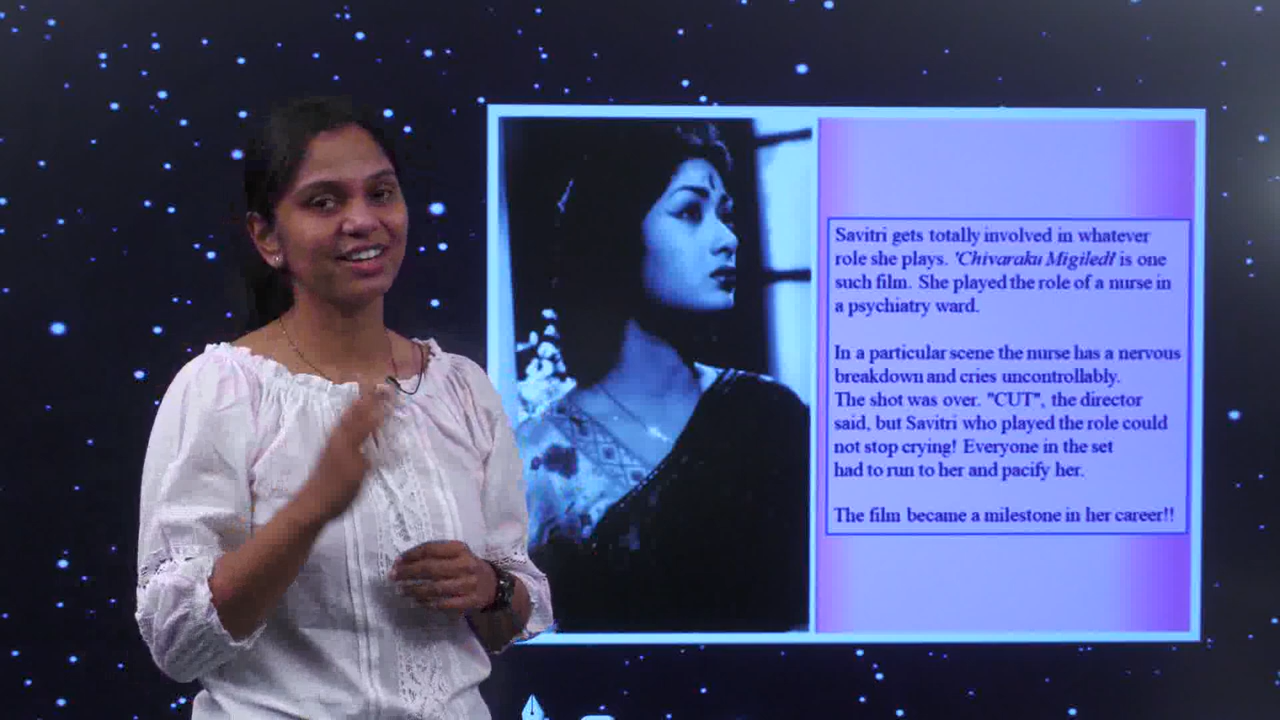 Savitri gets totally involved in whatever
role she plays. 'Chivaraku Migiledi' is one
such film. She played the role of a nurse in
a psychiatry ward.
In a particular scene the nurse has a nervous
breakdown and cries uncontrollably.
The shot was over. "CUT", the director
said, but Savitri who played the role could
not stop crying! Everyone in the set
had to run to her and pacify her.
The film became a milestone in her career!!